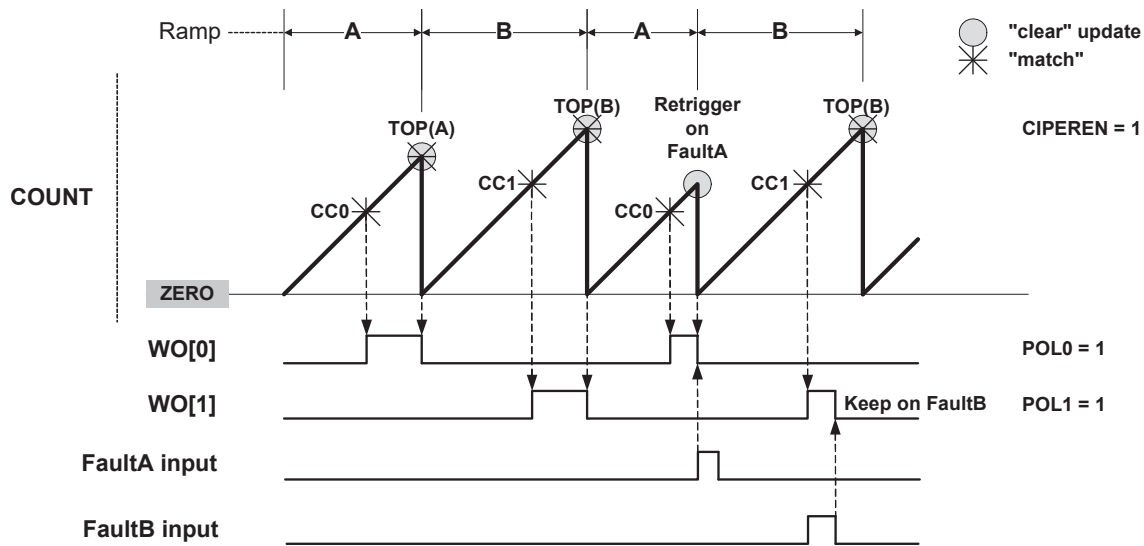 Ramp
A
B
A
B
"clear" update
"match"
TOP(A)
TOP(B)
Retrigger
on
FaultA
TOP(B)
CIPEREN = 1
COUNT
CC0
CC1
CC0
CC1
ZERO
WO[0]
POL0 = 1
WO[1]
Keep on FaultB
POL1 = 1
FaultA input
FaultB input